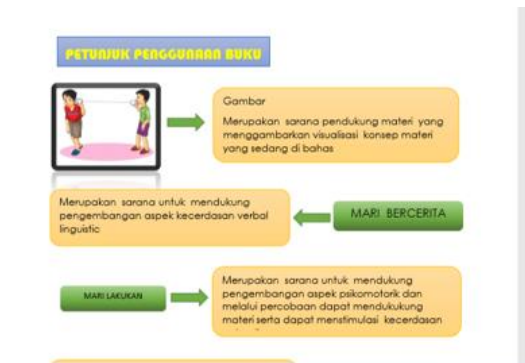 PETUNJUK PENGGUNAAN BUKU
Gambar
Merupakan sarana pendukung materi yang
menggambarkan visualisasi konsep materi
yang sedang di bahas
Merupakan sarana untuk mendukung
pengembangan aspek kecerdasan verbal
linguistic
MARI BERCERITA
MARI LAKUKAN
Merupakan sarana untuk mendukung
pengembangan aspek psikomotorik dan
melalui percobaan dapat mendukukung
materi serta dapat menstimulasi kecerdasan